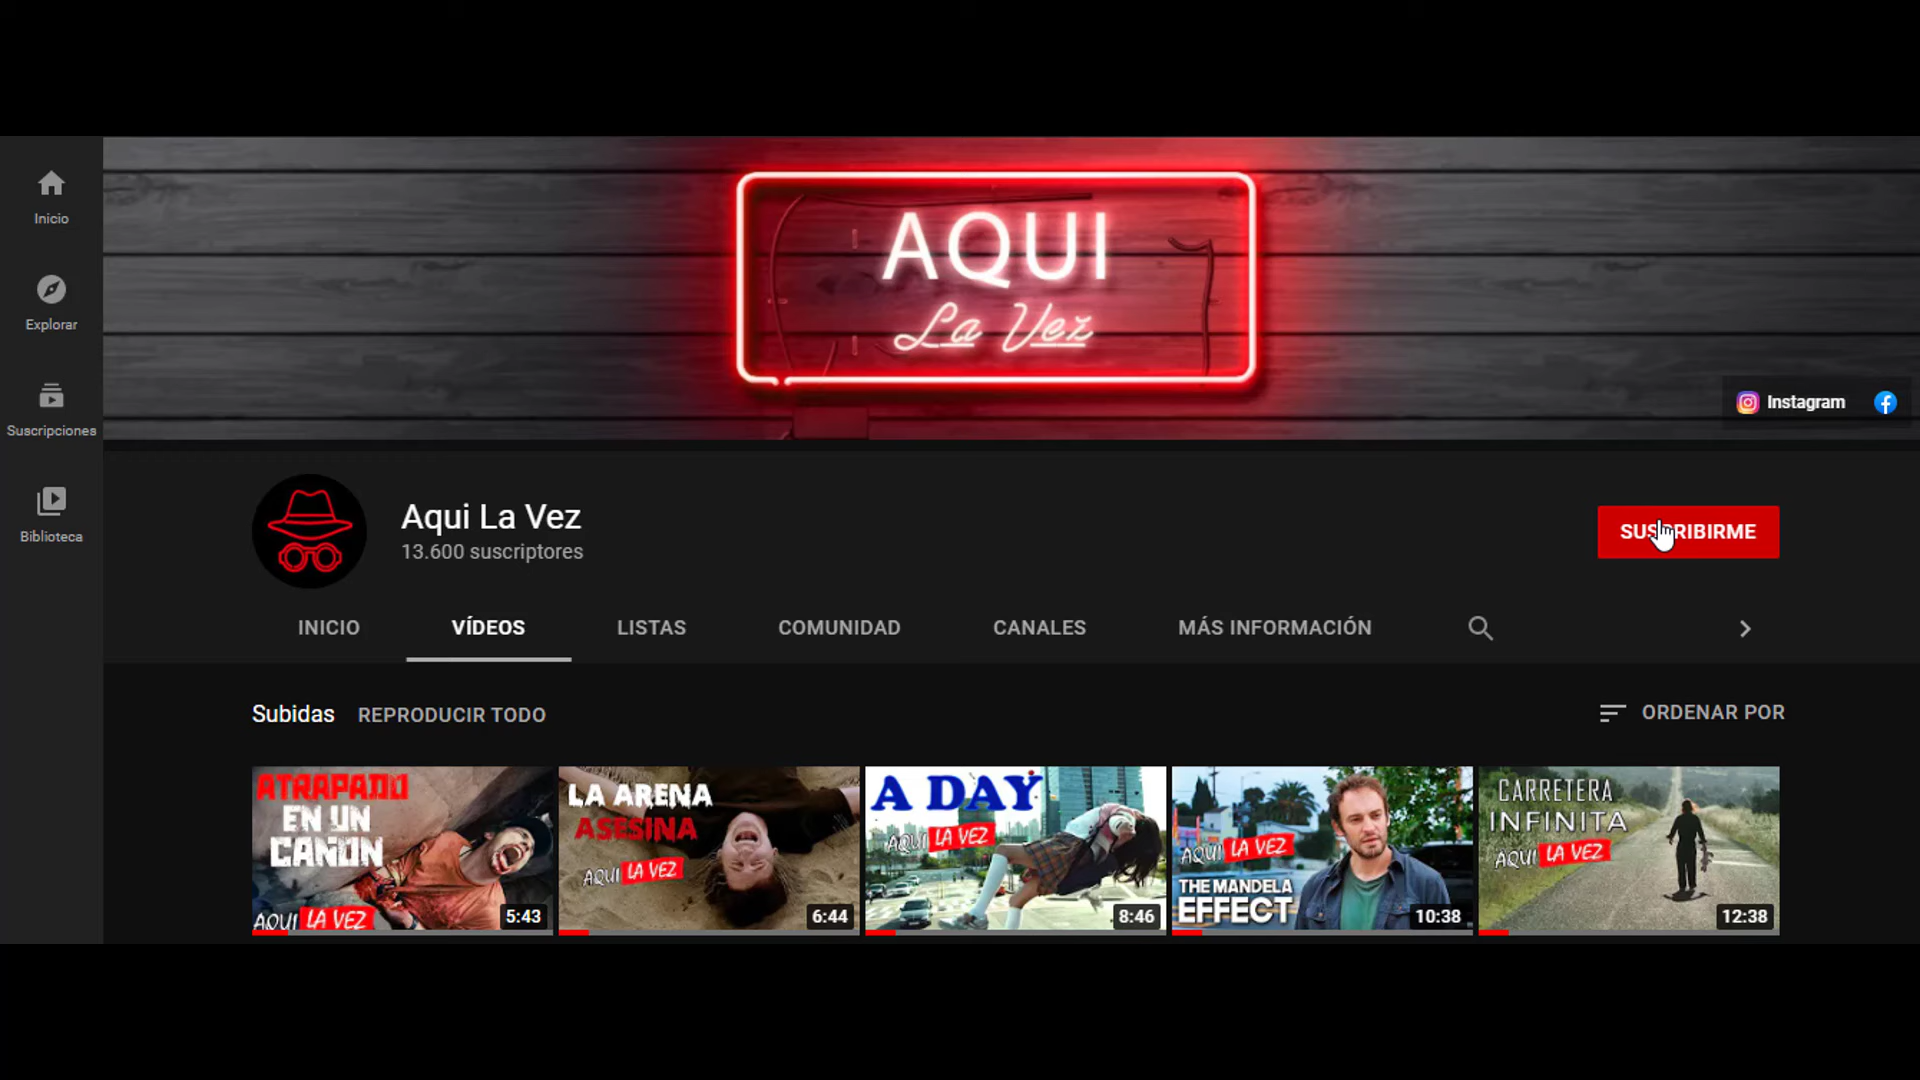 AQUI
La Vez
Inicio
Explorar
Suscripciones
Biblioteca
Instagram
Aqui La Vez
13.600 suscriptores
SUSCRIBIRME
INICIO
VÍDEOS
LISTAS
COMUNIDAD
CANALES
MÁS INFORMACIÓN
Subidas
REPRODUCIR TODO
ORDENAR POR
ATRAPADO
EN UN
CAÑON
AQUI LA VEZ
5:43
LA ARENA
ASESINA
AQUI LA VEZ
6:44
A DAY
AQUI LA VEZ
8:46
AQUI LA VEZ
THE MANDELA
EFFECT
10:38
CARRETERA
INFINITA
AQUI LA VEZ
12:38